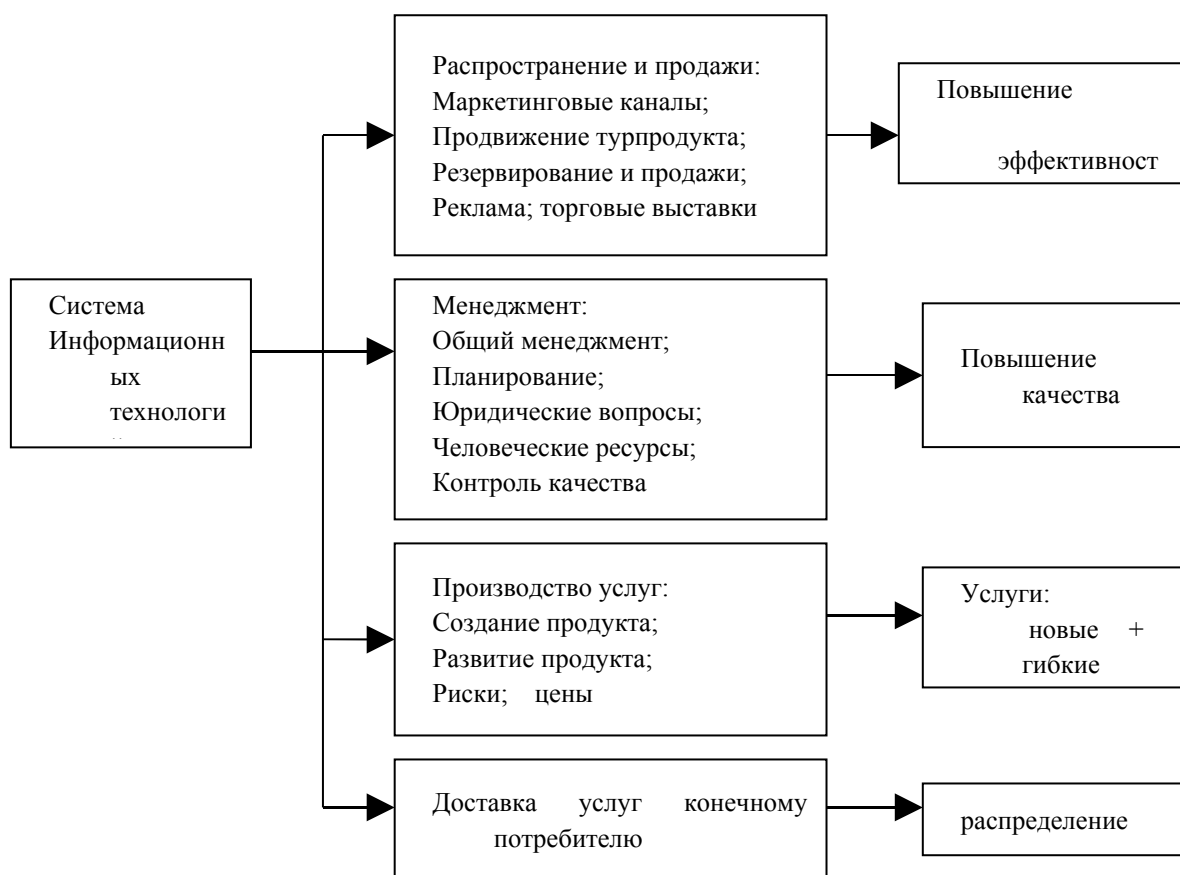 Распространение и продажи:
Маркетинговые каналы;
Продвижение турпродукта;
Резервирование и продажи;
Реклама; торговые выставки
Повышение
эффективност
Система
Информационн
ых
технологи
Менеджмент:
Общий менеджмент;
Планирование;
Юридические вопросы;
Человеческие ресурсы;
Контроль качества
Повышение
качества
Производство услуг:
Создание продукта;
Развитие продукта;
Риски; цены
Услуги:
новые +
гибкие
Доставка услуг конечному
потребителю
распределение